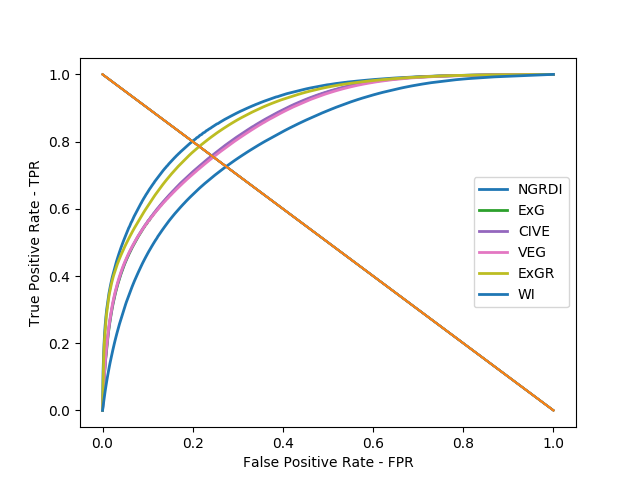 1.0
0.8
0.6
0.4
0.2
0.0
True Positive Rate - TPR
NGRDI
ExG
CIVE
VEG
ExGR
WI
0.0 0.2 0.4 0.6 0.8 1.0
False Positive Rate - FPR